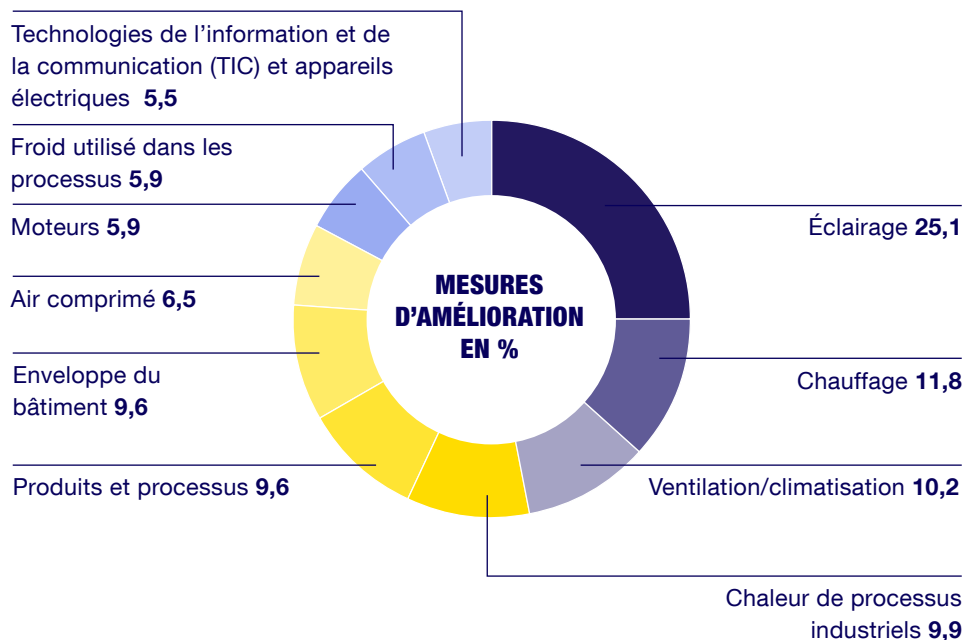 Technologies de l’information et de
la communication (TIC) et appareils
électriques 5,5
Froid utilisé dans les
processus 5,9
Moteurs 5,9
Air comprimé 6,5
Enveloppe du
bâtiment 9,6
Produits et processus 9,6
MESURES
D’AMÉLIORATION
EN %
Éclairage 25,1
Chauffage 11,8
Ventilation/climatisation 10,2
Chaleur de processus
industriels 9,9